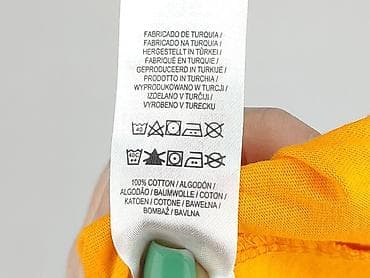 FABRICADO DE TURQUIA /
FABRICADO NA TURQUIA /
HERGESTELLT IN TÜRKEI /
FABRIQUÉ EN TURQUIE /
GEPRODUCEERD IN TURKIJE /
PRODOTTO IN TURCHIA /
WYPRODUKOWANO W TURCJI /
IZDELANO V TURČIJI /
VYROBENO V TURECKU
40
100% COTTON / ALGODÓN /
ALGODÃO / BAUMWOLLE / COTON /
KATOEN / COTONE / BAWEŁNA /
BOMBAŽ / BAVLNA